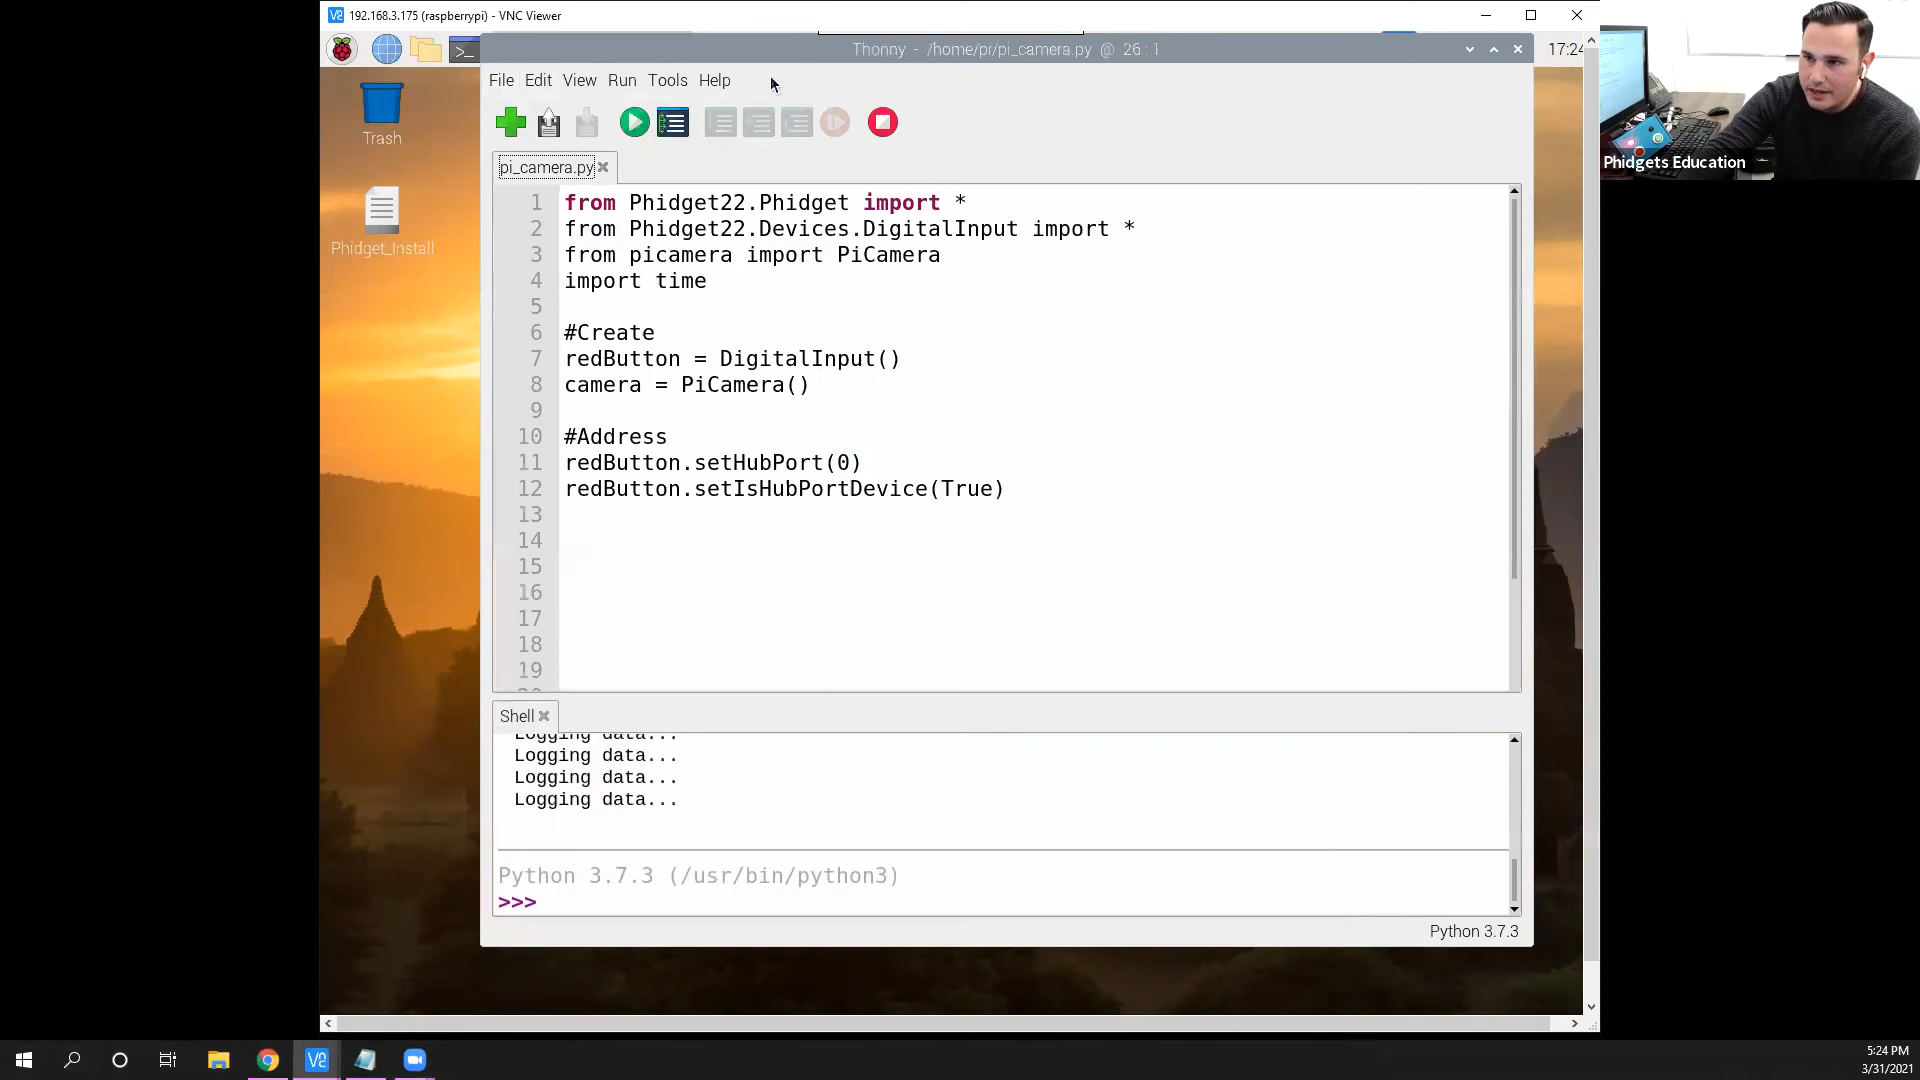 192.168.3.175 (raspberrypi) - VNC Viewer
Thonny - /home/pi/pi_camera.py @ 26 : 1
17:24
File Edit View Run Tools Help
Trash
Phidget_Install
pi_camera.py
1 from Phidget22.Phidget import *
2 from Phidget22.Devices.DigitalInput import *
3 from picamera import PiCamera
4 import time
5
6 #Create
7 redButton = DigitalInput()
8 camera = PiCamera()
9
10 #Address
11 redButton.setHubPort(0)
12 redButton.setIsHubPortDevice(True)
13
14
15
16
17
18
19
Shell
Logging data...
Logging data...
Logging data...
Logging data...
Python 3.7.3 (/usr/bin/python3)
>>>
Python 3.7.3
Phidgets Education
5:24 PM
3/31/2021